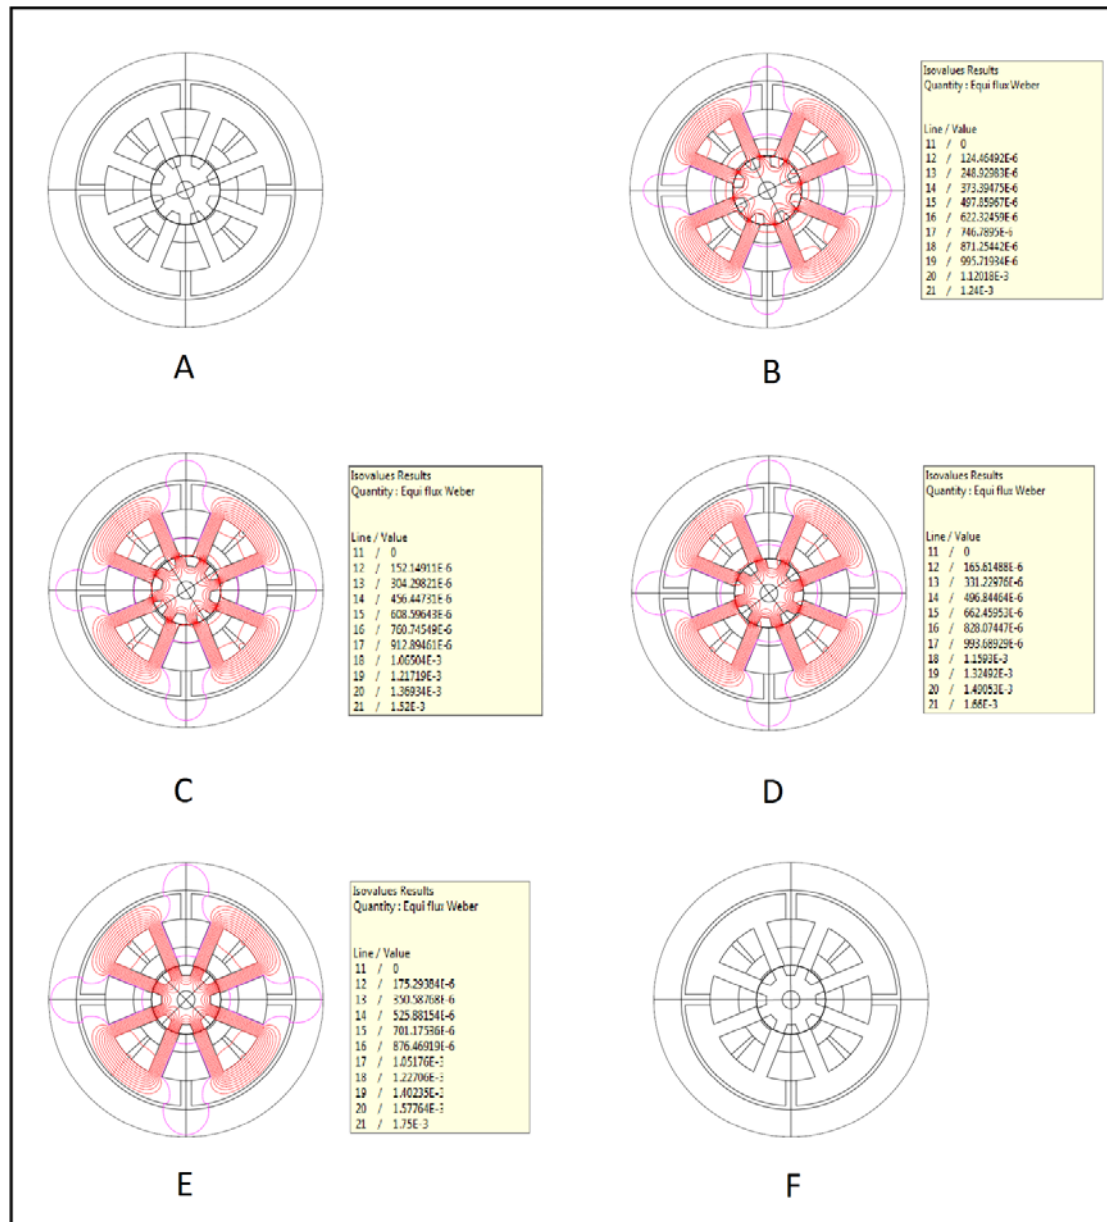 A
Isovalues Results
Quantity : Equi flux Weber
Line / Value
11 / 0
12 / 124.46492E-6
13 / 248.92983E-6
14 / 373.39475E-6
15 / 497.85967E-6
16 / 622.32459E-6
17 / 746.7895E-6
18 / 871.25442E-6
19 / 995.71934E-6
20 / 1.12018E-3
21 / 1.24E-3
B
Isovalues Results
Quantity : Equi flux Weber
Line / Value
11 / 0
12 / 152.14911E-6
13 / 304.29821E-6
14 / 456.44731E-6
15 / 608.59643E-6
16 / 760.74549E-6
17 / 912.89461E-6
18 / 1.06504E-3
19 / 1.21719E-3
20 / 1.36934E-3
21 / 1.52E-3
C
Isovalues Results
Quantity : Equi flux Weber
Line / Value
11 / 0
12 / 165.61488E-6
13 / 331.22976E-6
14 / 496.84464E-6
15 / 662.45953E-6
16 / 828.07447E-6
17 / 993.68929E-6
18 / 1.1593E-3
19 / 1.32492E-3
20 / 1.49053E-3
21 / 1.66E-3
D
Isovalues Results
Quantity : Equi flux Weber
Line / Value
11 / 0
12 / 175.29384E-6
13 / 350.58768E-6
14 / 525.88154E-6
15 / 701.17536E-6
16 / 876.46919E-6
17 / 1.05176E-3
18 / 1.22706E-3
19 / 1.40235E-3
20 / 1.57764E-3
21 / 1.75E-3
E
F